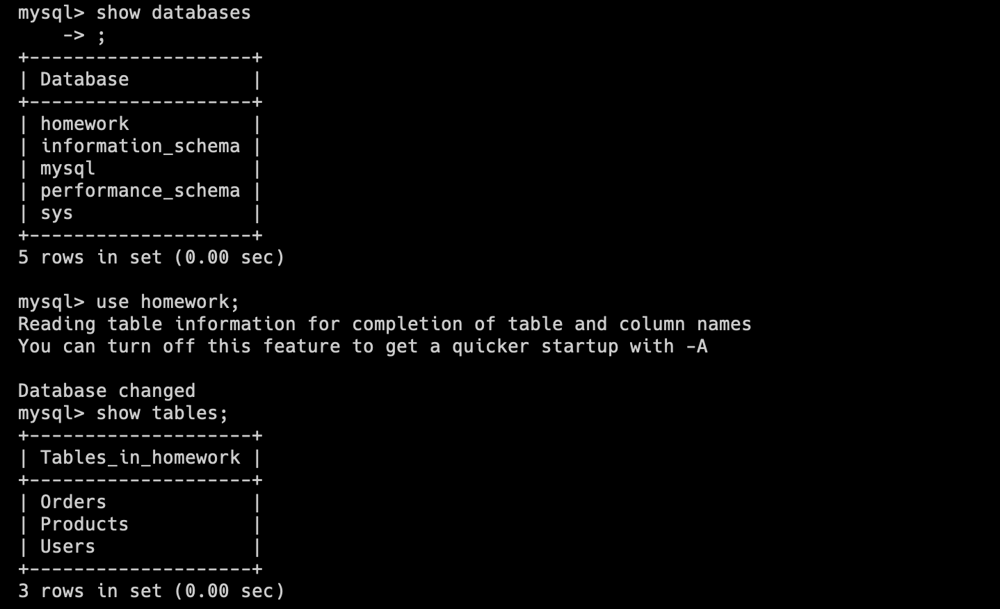 mysql> show databases
    -> ;
+--------------------+
| Database           |
+--------------------+
| homework           |
| information_schema |
| mysql              |
| performance_schema |
| sys                |
+--------------------+
5 rows in set (0.00 sec)

mysql> use homework;
Reading table information for completion of table and column names
You can turn off this feature to get a quicker startup with -A

Database changed
mysql> show tables;
+--------------------+
| Tables_in_homework |
+--------------------+
| Orders             |
| Products           |
| Users              |
+--------------------+
3 rows in set (0.00 sec)